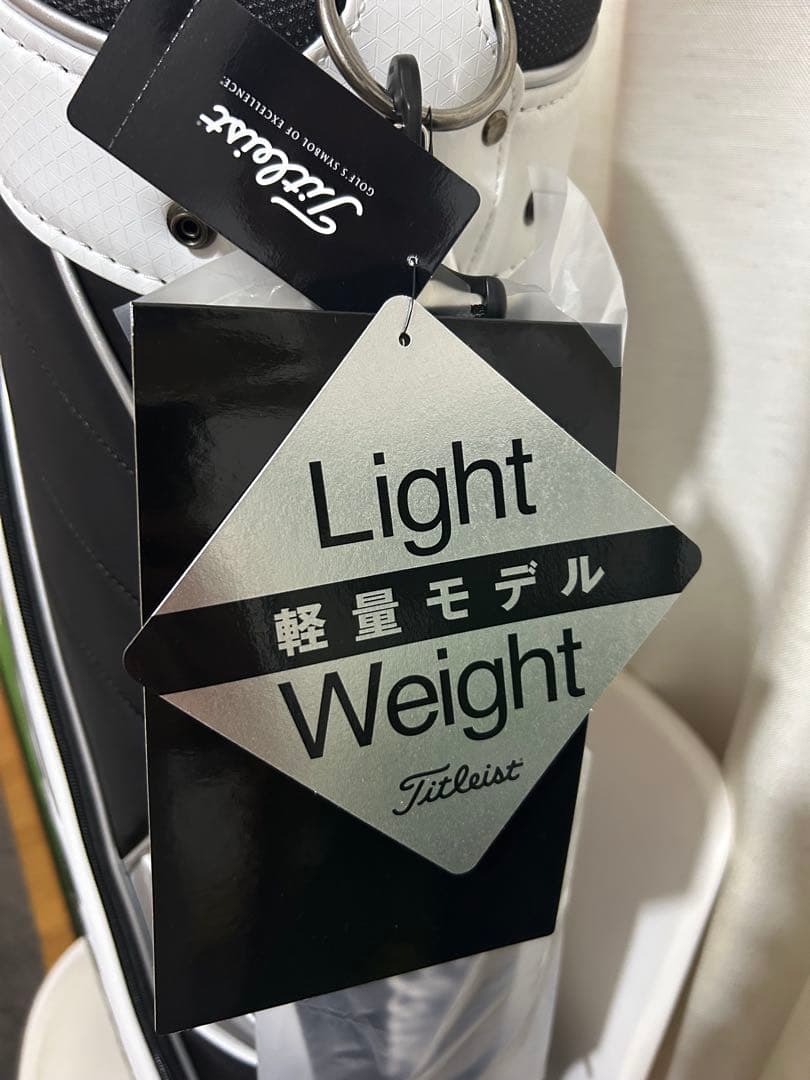 Titleist
GOLF'S SYMBOL OF EXCELLENCE
Light
軽量モデル
Weight
Titleist